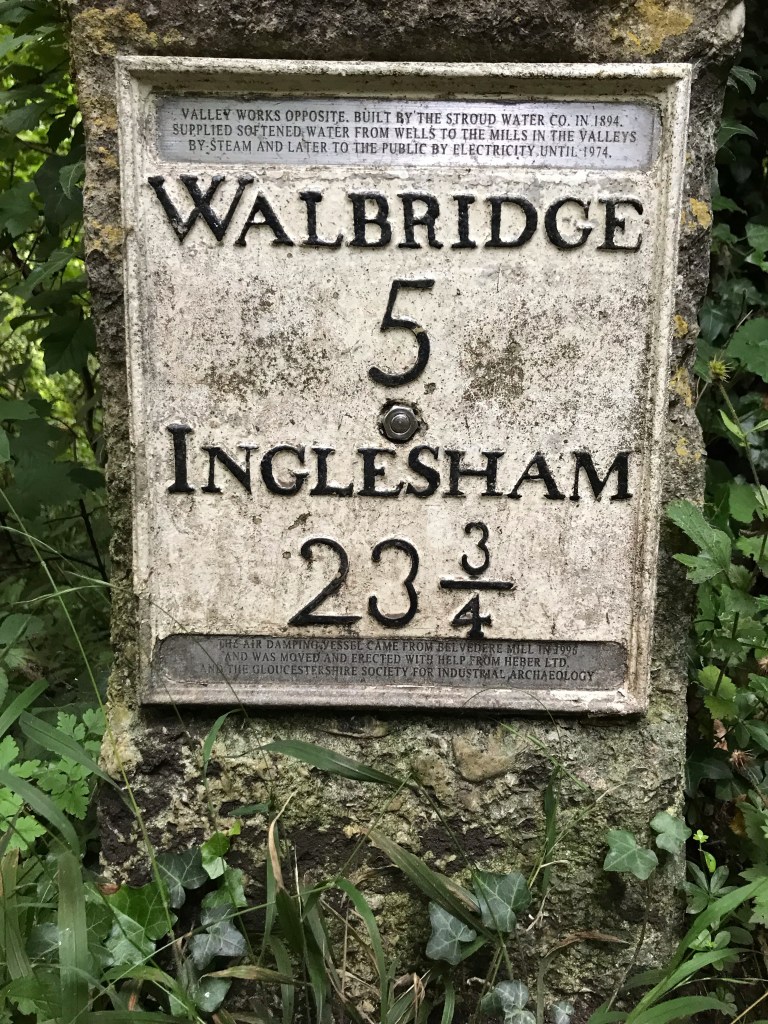 VALLEY WORKS OPPOSITE. BUILT BY THE STROUD WATER CO. IN 1894.
SUPPLIED SOFTENED WATER FROM WELLS TO THE MILLS IN THE VALLEYS
BY STEAM AND LATER TO THE PUBLIC BY ELECTRICITY UNTIL 1974.
WALBRIDGE
5
INGLESHAM
23 3/4
THE AIR DAMPING VESSEL CAME FROM BELVEDERE MILL IN 1996
AND WAS MOVED AND ERECTED WITH HELP FROM HEBER LTD.
AND THE GLOUCESTERSHIRE SOCIETY FOR INDUSTRIAL ARCHAEOLOGY